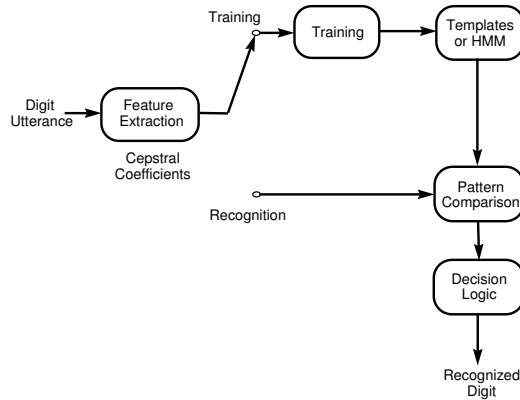 Training
Training
Templates
or HMM
Digit
Utterance
Feature
Extraction
Cepstral
Coefficients
Recognition
Pattern
Comparison
Decision
Logic
Recognized
Digit